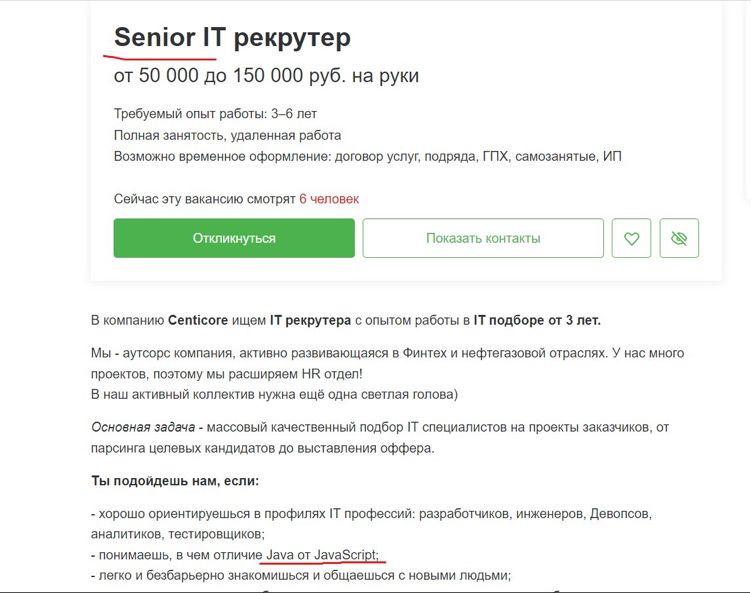 Senior IT рекрутер
от 50 000 до 150 000 руб. на руки
Требуемый опыт работы: 3–6 лет
Полная занятость, удаленная работа
Возможно временное оформление: договор услуг, подряда, ГПХ, самозанятые, ИП
Сейчас эту вакансию смотрят 6 человек
Откликнуться
Показать контакты
В компанию Centicore ищем IT рекрутера с опытом работы в IT подборе от 3 лет.
Мы - аутсорс компания, активно развивающаяся в Финтех и нефтегазовой отраслях. У нас много
проектов, поэтому мы расширяем HR отдел!
В наш активный коллектив нужна ещё одна светлая голова)
Основная задача - массовый качественный подбор IT специалистов на проекты заказчиков, от
парсинга целевых кандидатов до выставления оффера.
Ты подойдешь нам, если:
- хорошо ориентируешься в профилях IT профессий: разработчиков, инженеров, Девопсов,
аналитиков, тестировщиков;
- понимаешь, в чем отличие Java от JavaScript;
- легко и безбарьерно знакомишься и общаешься с новыми людьми;